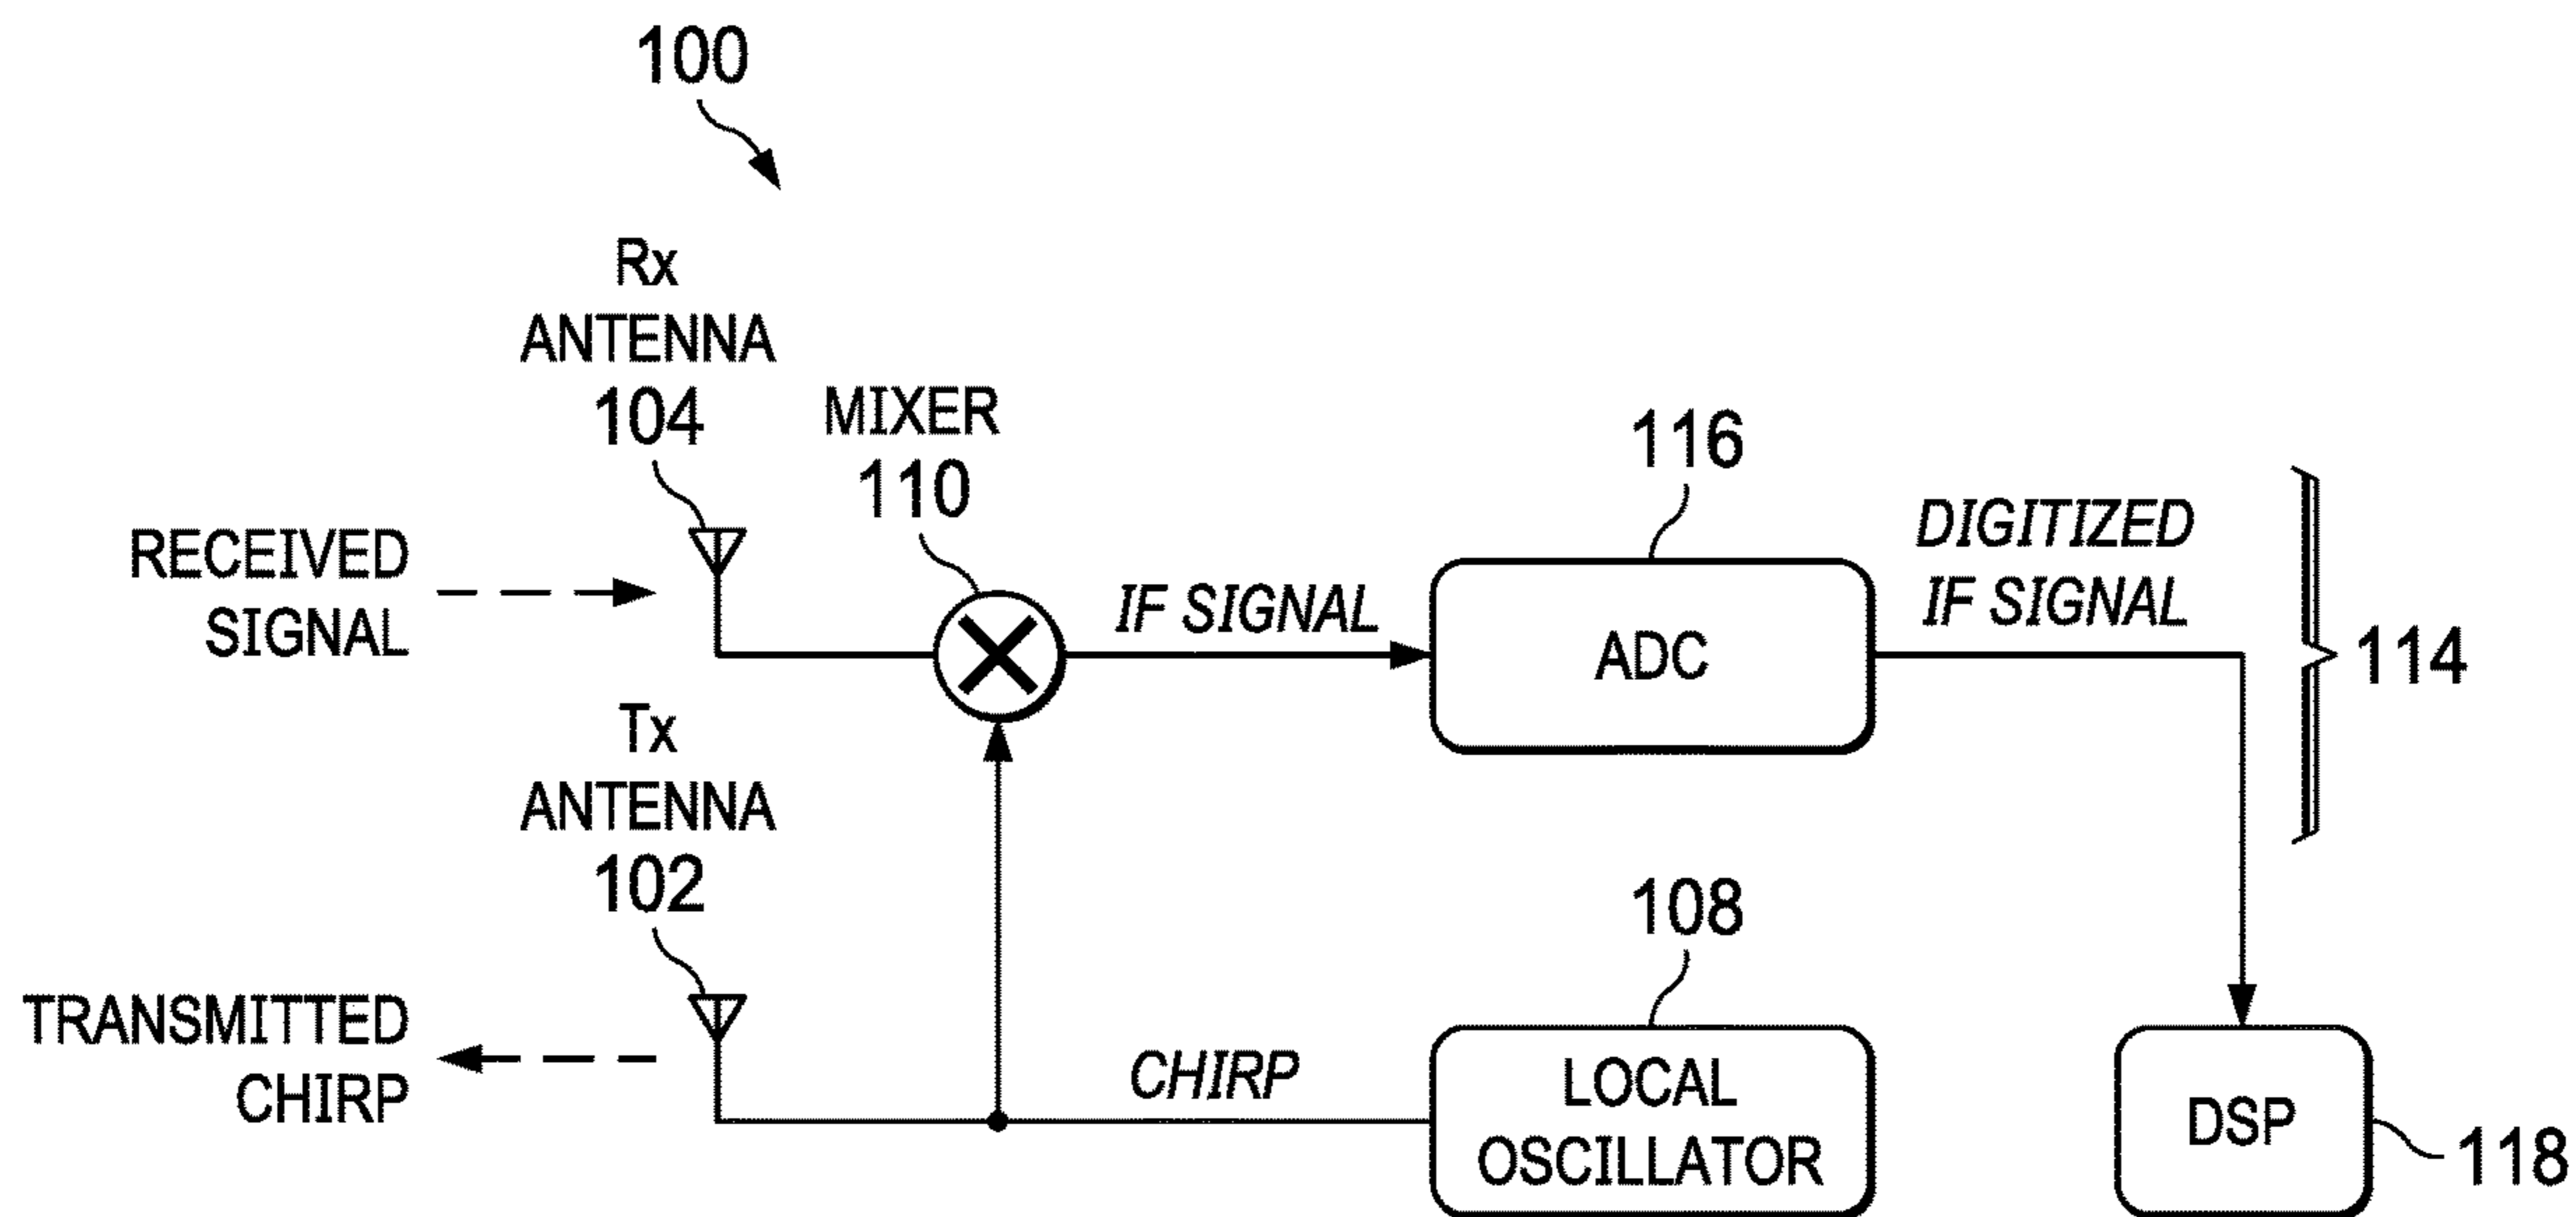 100
Rx
ANTENNA
104
MIXER
110
116
RECEIVED
SIGNAL
IF SIGNAL
ADC
DIGITIZED
IF SIGNAL
114
Tx
ANTENNA
102
108
TRANSMITTED
CHIRP
CHIRP
LOCAL
OSCILLATOR
DSP
118